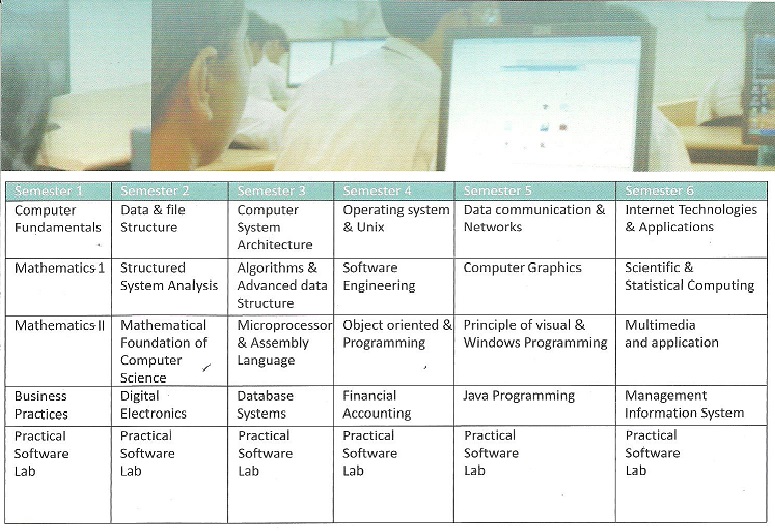 Semester 1
Semester 2
Semester 3
Semester 4
Semester 5
Semester 6
Computer
Fundamentals
Data & file
Structure
Computer
System
Architecture
Operating system
& Unix
Data communication &
Networks
Internet Technologies
& Applications
Mathematics 1
Structured
System Analysis
Algorithms &
Advanced data
Structure
Software
Engineering
Computer Graphics
Scientific &
Statistical Computing
Mathematics II
Mathematical
Foundation of
Computer
Science
Microprocessor
& Assembly
Language
Object oriented &
Programming
Principle of visual &
Windows Programming
Multimedia
and application
Business
Practices
Digital
Electronics
Database
Systems
Financial
Accounting
Java Programming
Management
Information System
Practical
Software
Lab
Practical
Software
Lab
Practical
Software
Lab
Practical
Software
Lab
Practical
Software
Lab
Practical
Software
Lab